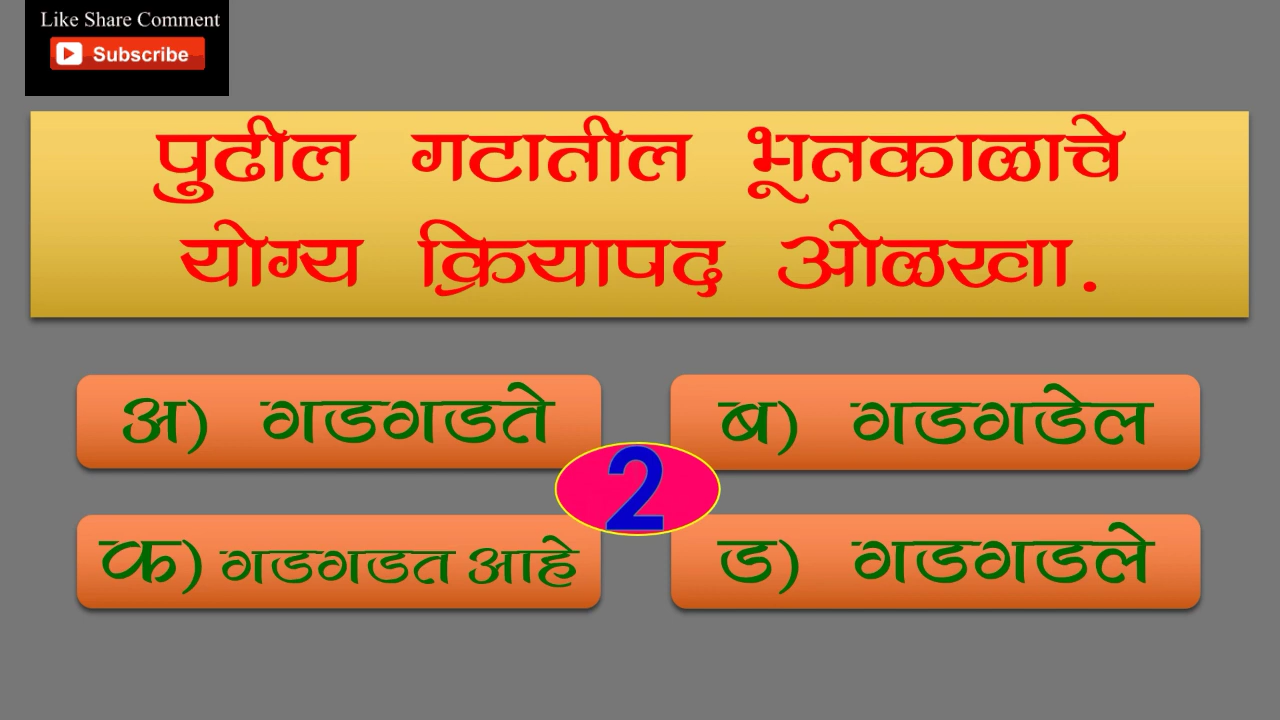 Like Share Comment
Subscribe
पुढील गटातील भूतकाळाचे
योग्य क्रियापद ओळखा.
अ) गडगडते
ब) गडगडेल
2
क) गडगडत आहे
ड) गडगडले